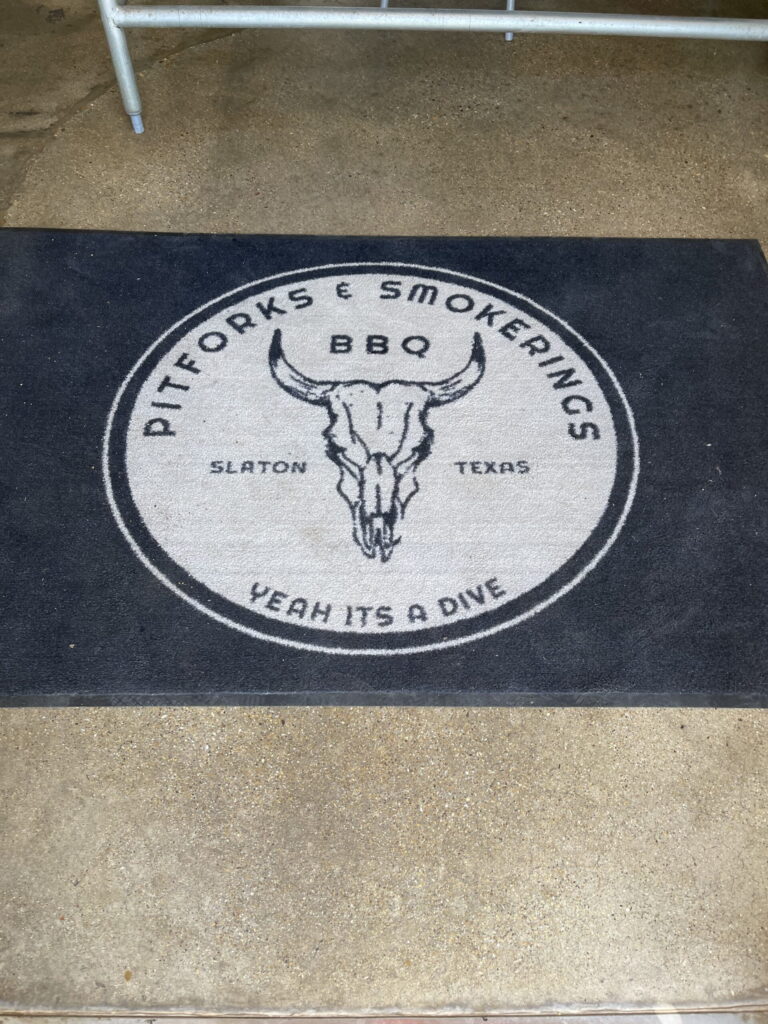 PITFORKS & SMOKERINGS
BBQ
SLATON TEXAS
YEAH ITS A DIVE